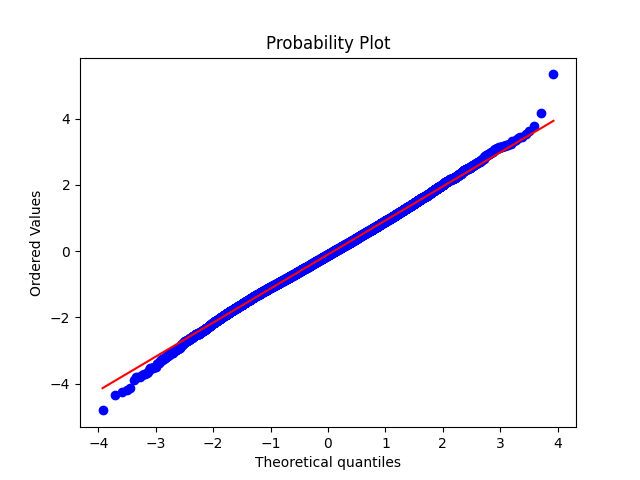 Probability Plot
Ordered Values
4
2
0
−2
−4
−4 −3 −2 −1 0 1 2 3 4
Theoretical quantiles